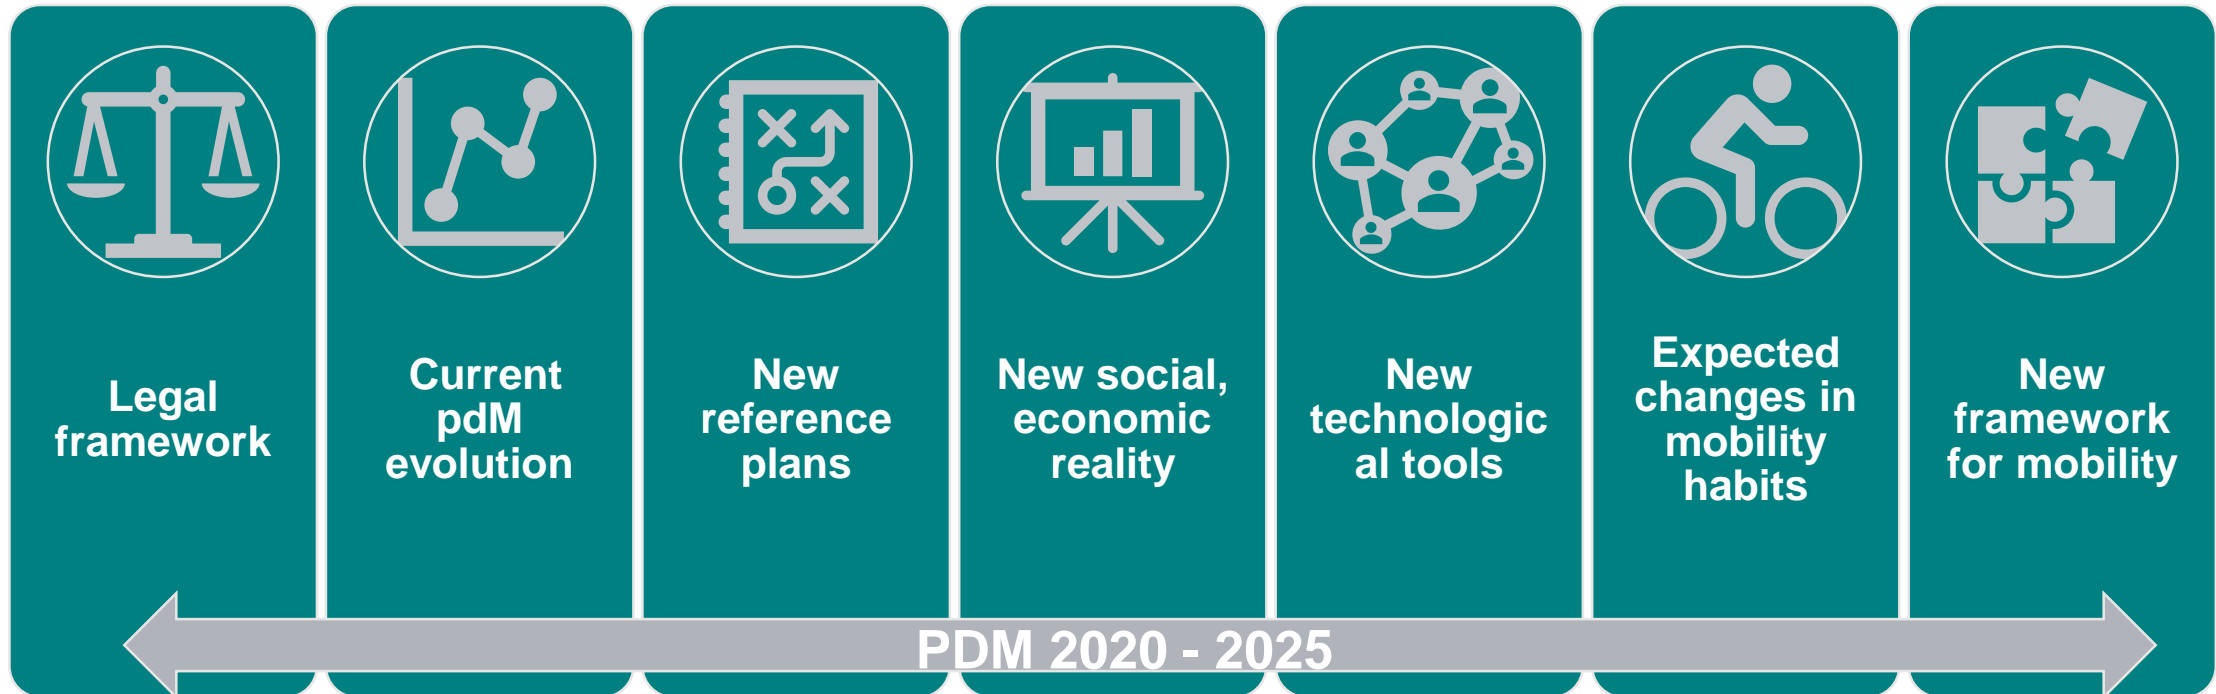 Legal
framework
Current
pdM
evolution
New
reference
plans
New social,
economic
reality
New
technologic
al tools
Expected
changes in
mobility
habits
New
framework
for mobility
PDM 2020 - 2025